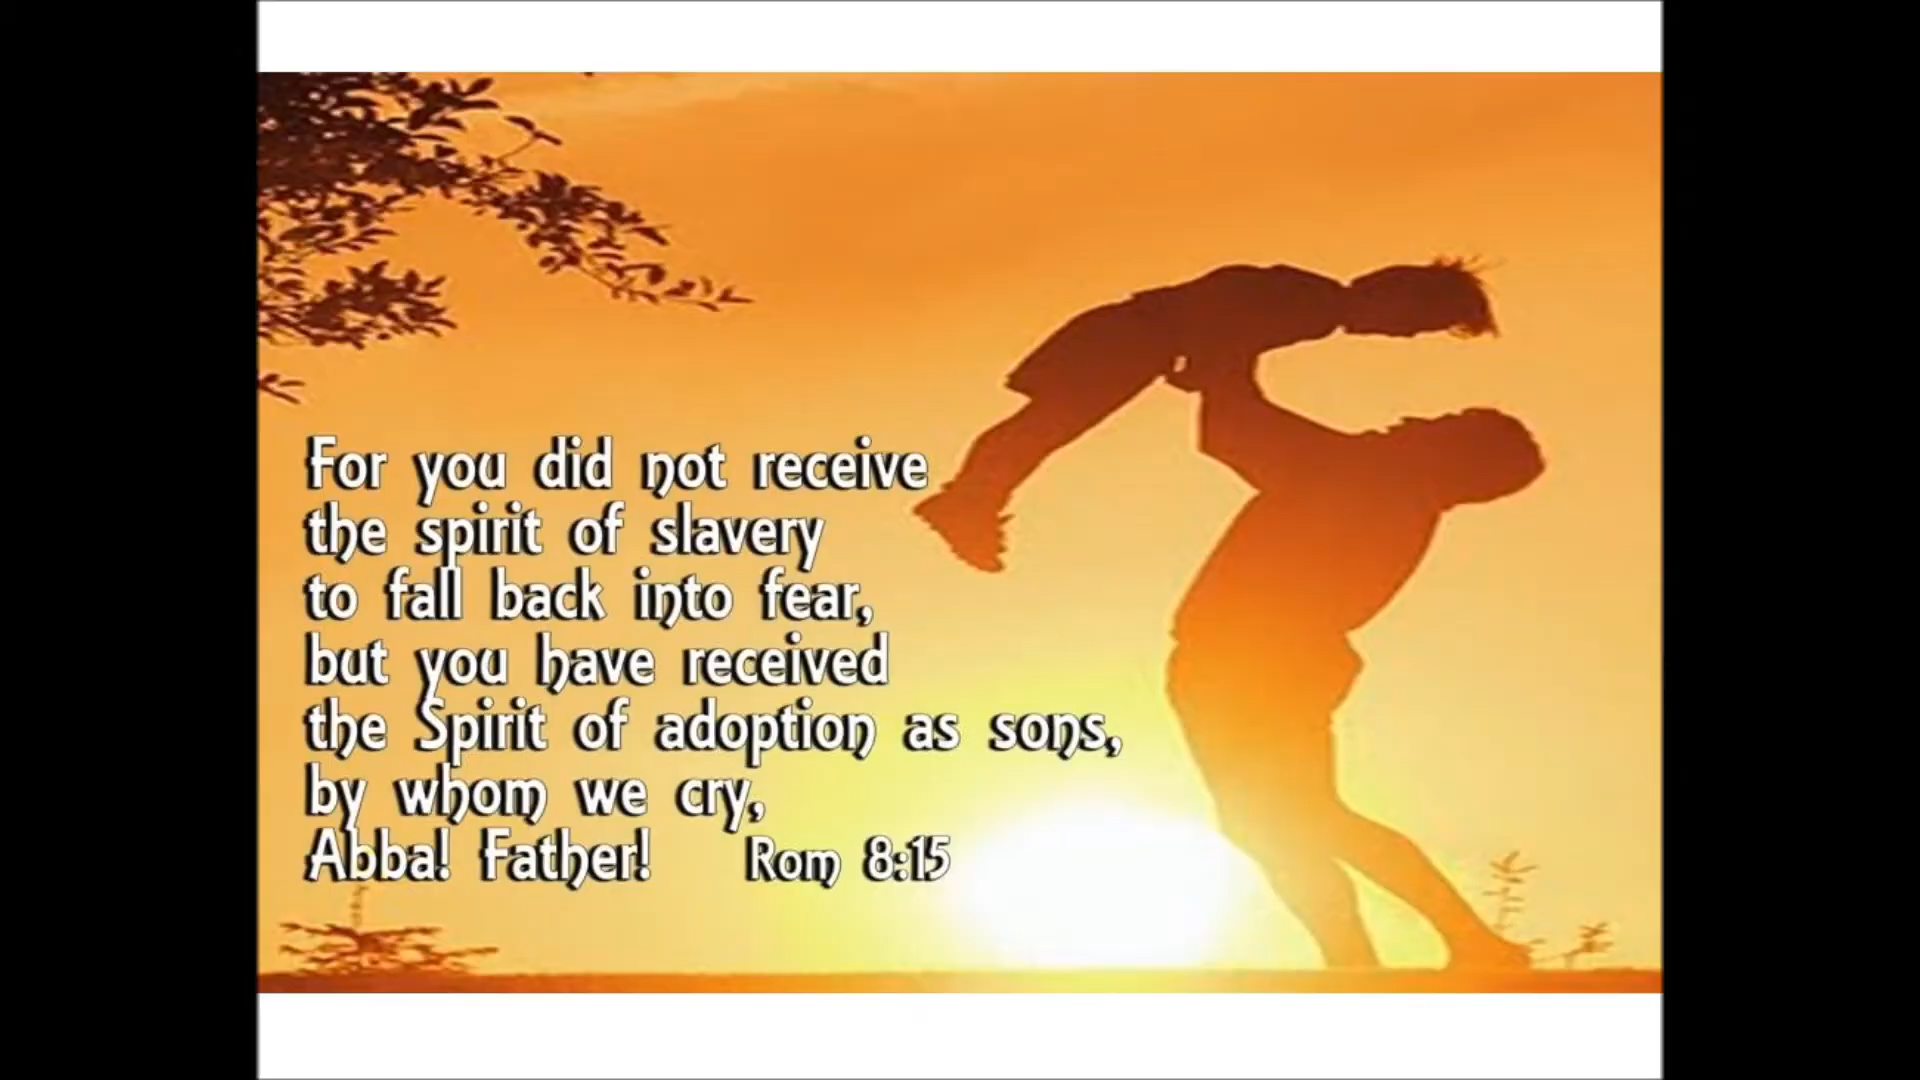 For you did not receive
the spirit of slavery
to fall back into fear,
but you have received
the Spirit of adoption as sons,
by whom we cry,
Abba! Father! Rom 8:15